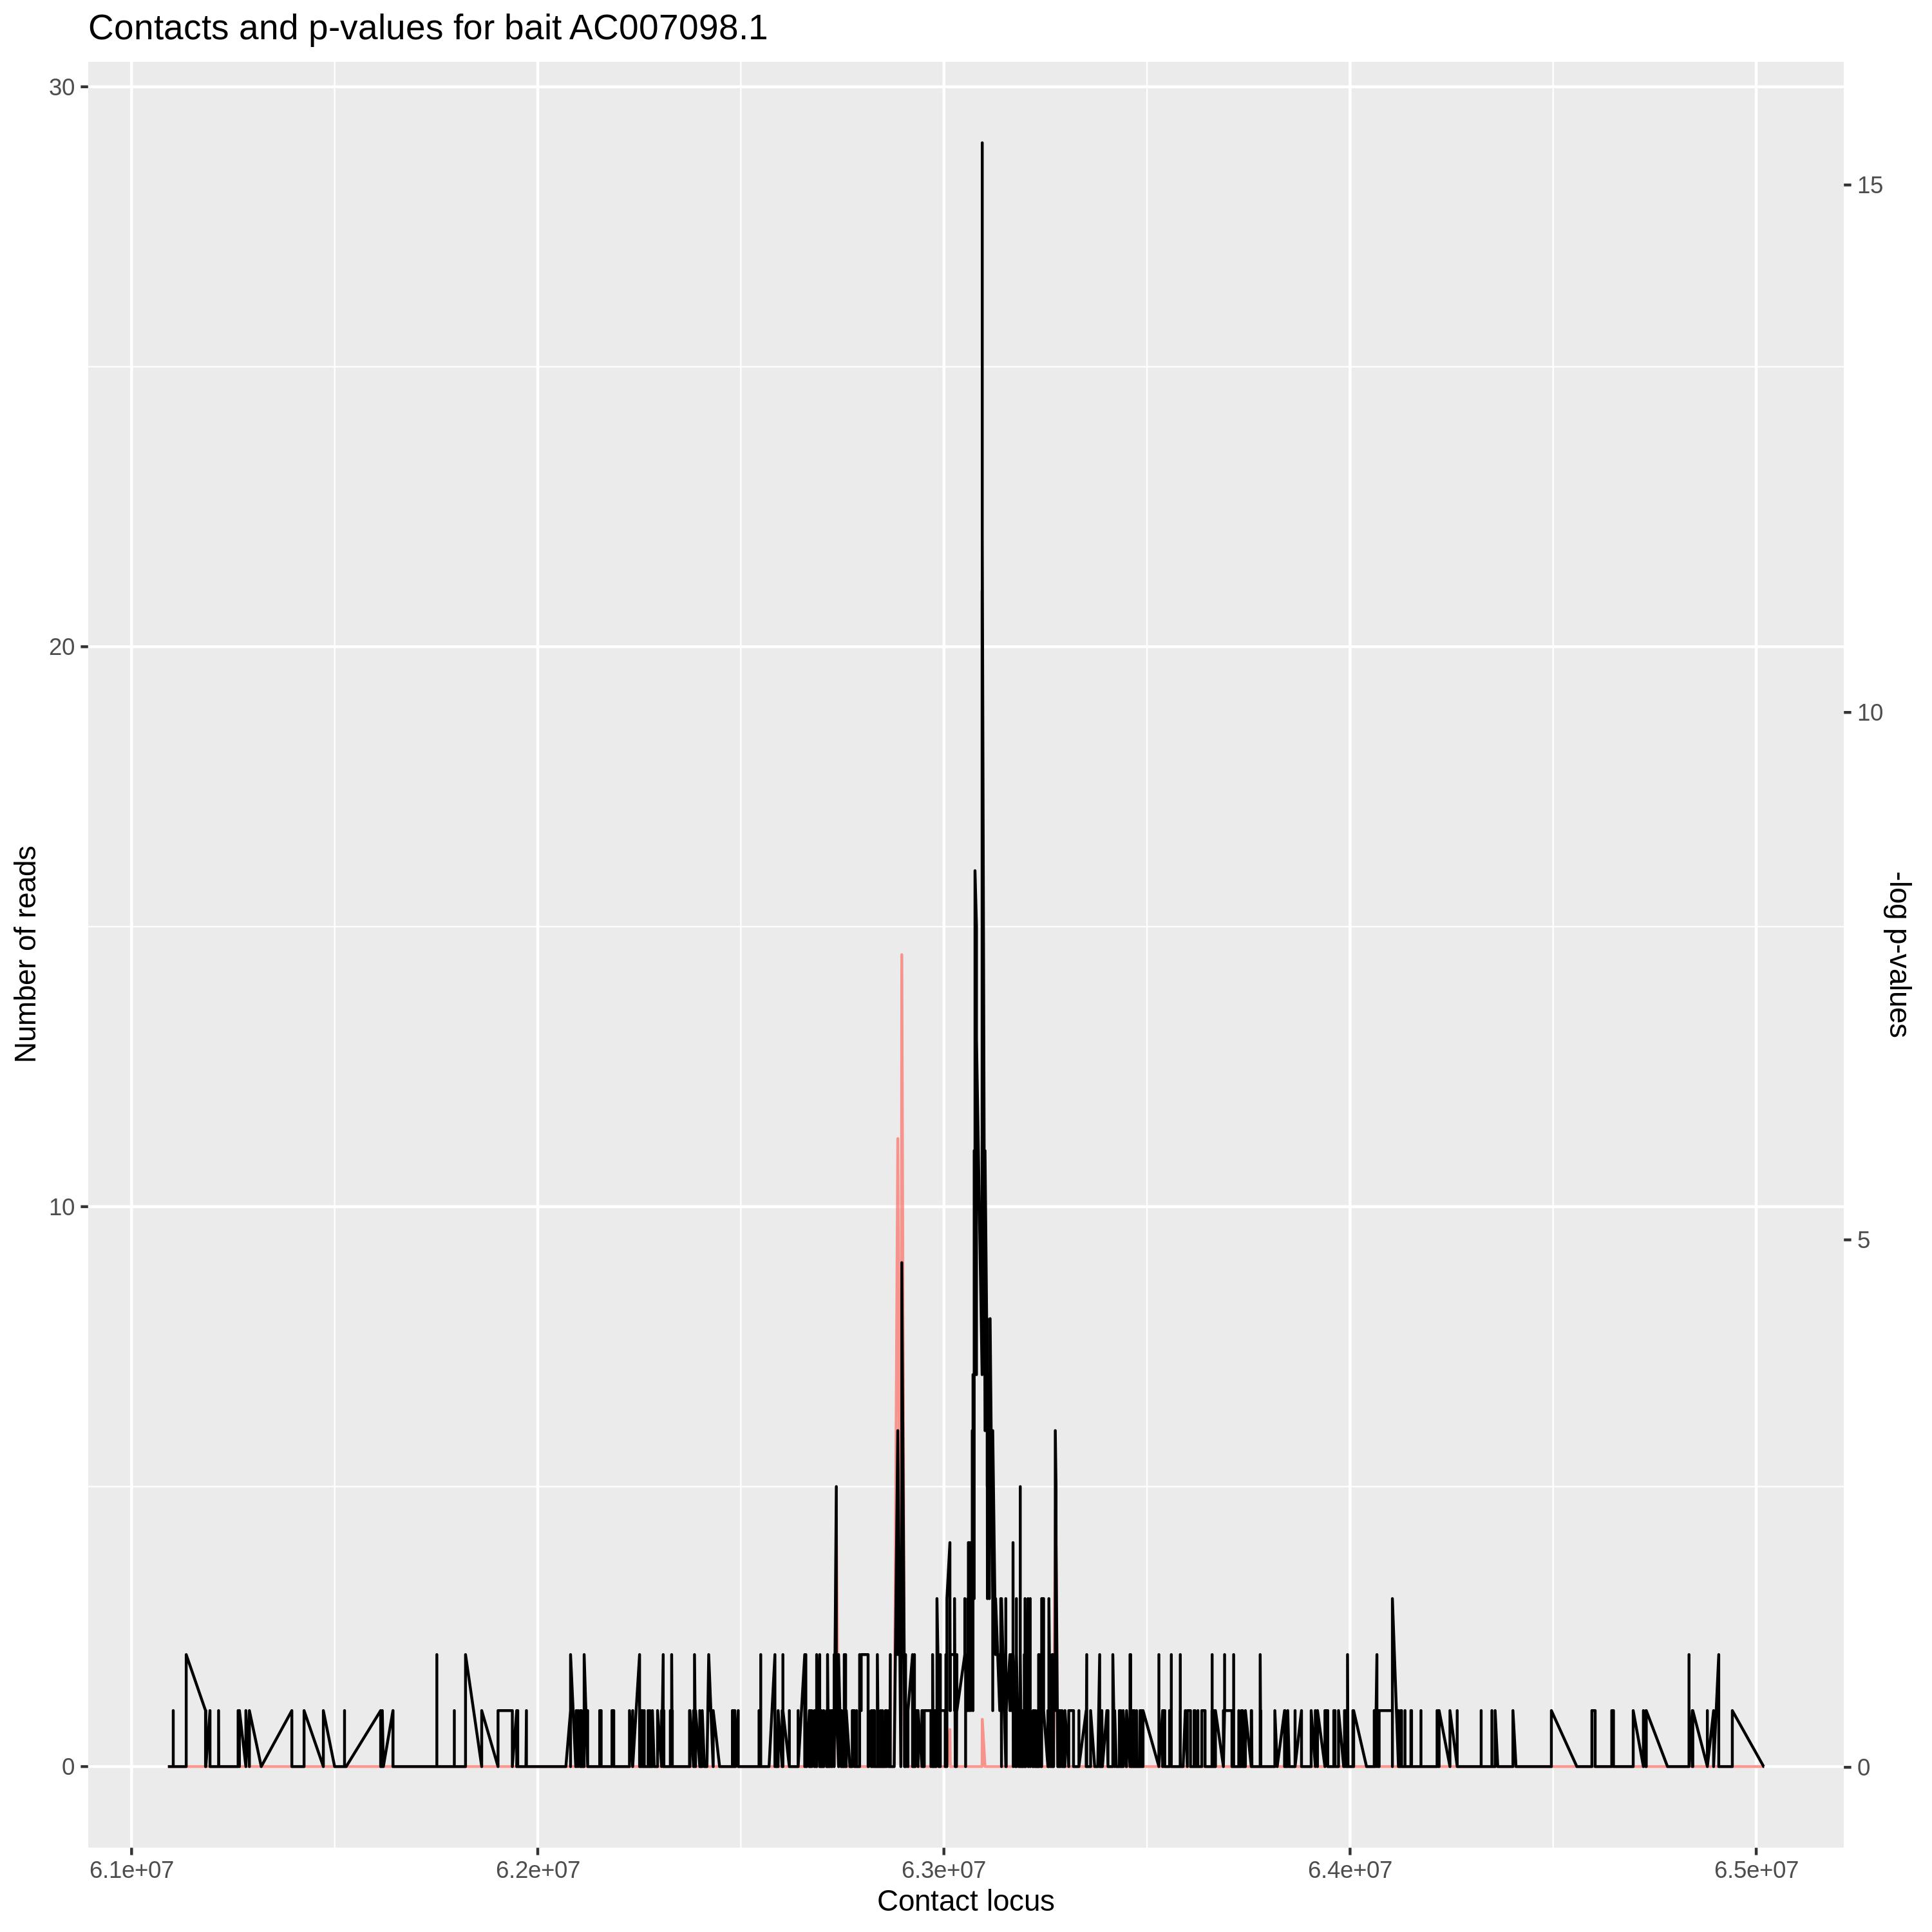 Contacts and p-values for bait AC007098.1
30
20
10
0
Number of reads
15
10
5
0
-log p-values
6.1e+07 6.2e+07 6.3e+07 6.4e+07 6.5e+07
Contact locus